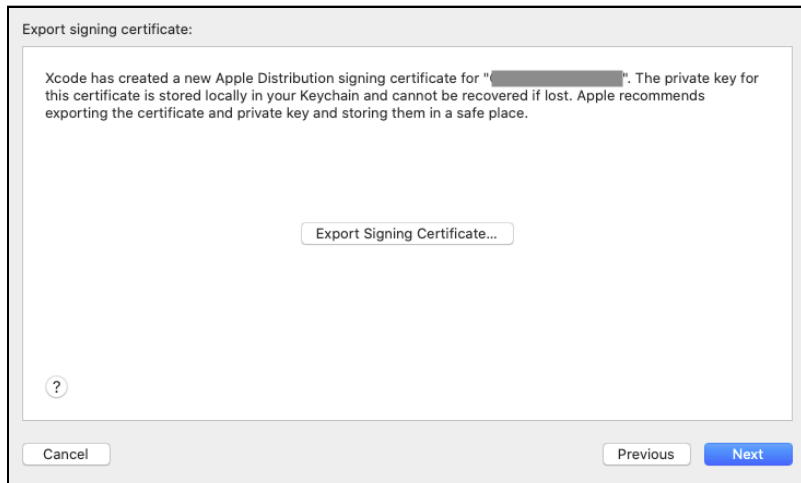 Export signing certificate:
Xcode has created a new Apple Distribution signing certificate for "". The private key for
this certificate is stored locally in your Keychain and cannot be recovered if lost. Apple recommends
exporting the certificate and private key and storing them in a safe place.
Export Signing Certificate...
?
Cancel
Previous
Next